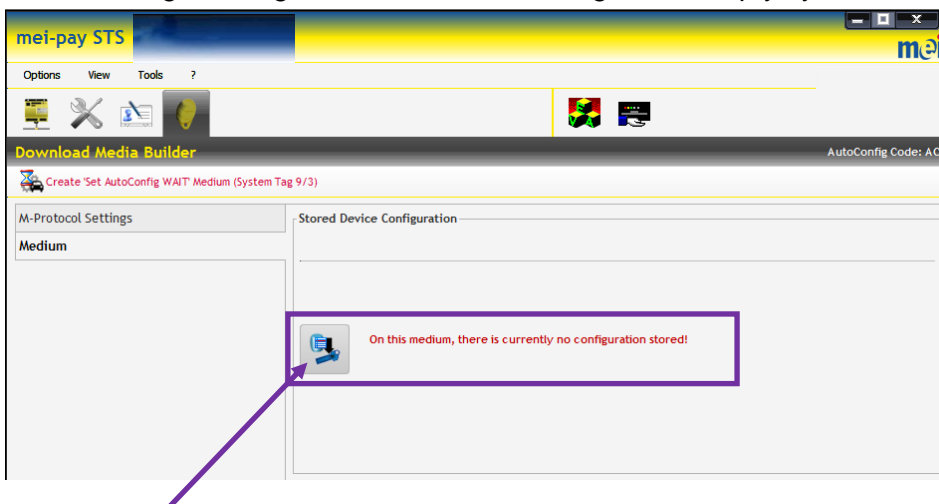 mei-pay STS
mei
Options View Tools ?
Download Media Builder
AutoConfig Code: AC
Create 'Set AutoConfig WAIT' Medium (System Tag 9/3)
M-Protocol Settings
Stored Device Configuration
Medium
On this medium, there is currently no configuration stored!